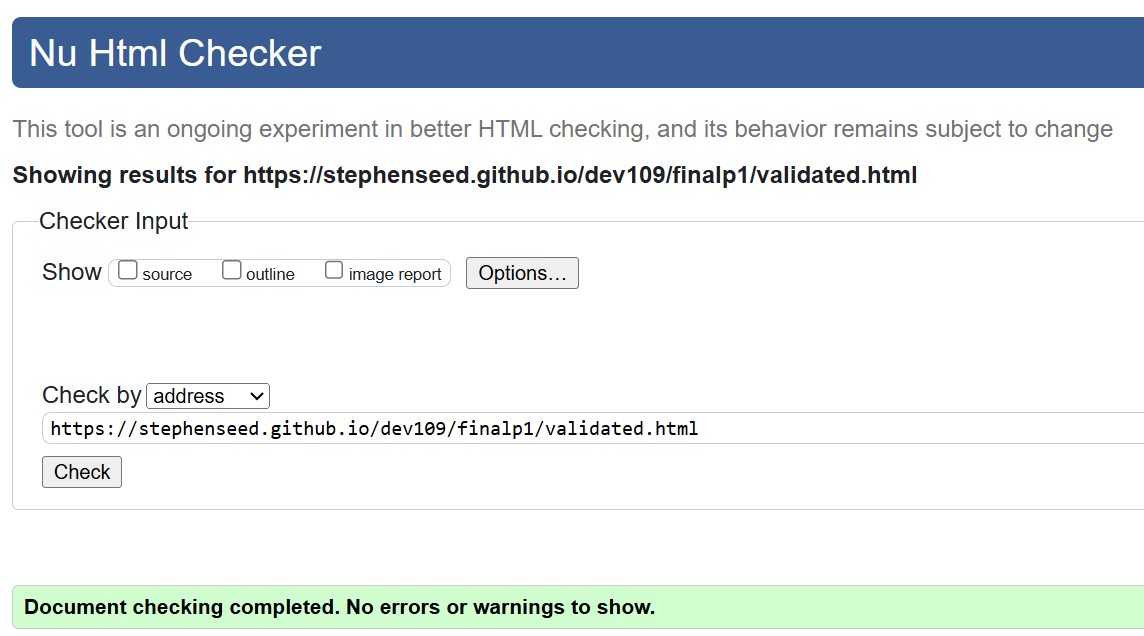 Nu Html Checker
This tool is an ongoing experiment in better HTML checking, and its behavior remains subject to change
Showing results for https://stephenseed.github.io/dev109/finalp1/validated.html
Checker Input
Show source outline image report Options...
Check by address
https://stephenseed.github.io/dev109/finalp1/validated.html
Check
Document checking completed. No errors or warnings to show.